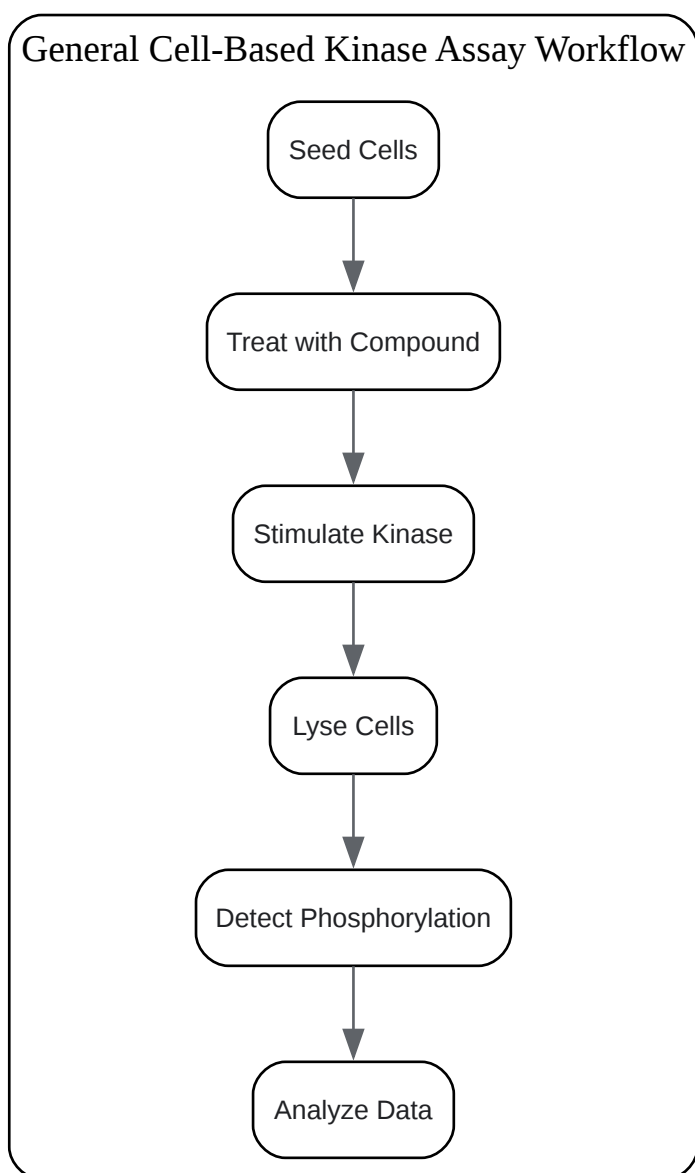 General Cell-Based Kinase Assay Workflow
Seed Cells
Treat with Compound
Stimulate Kinase
Lyse Cells
Detect Phosphorylation
Analyze Data